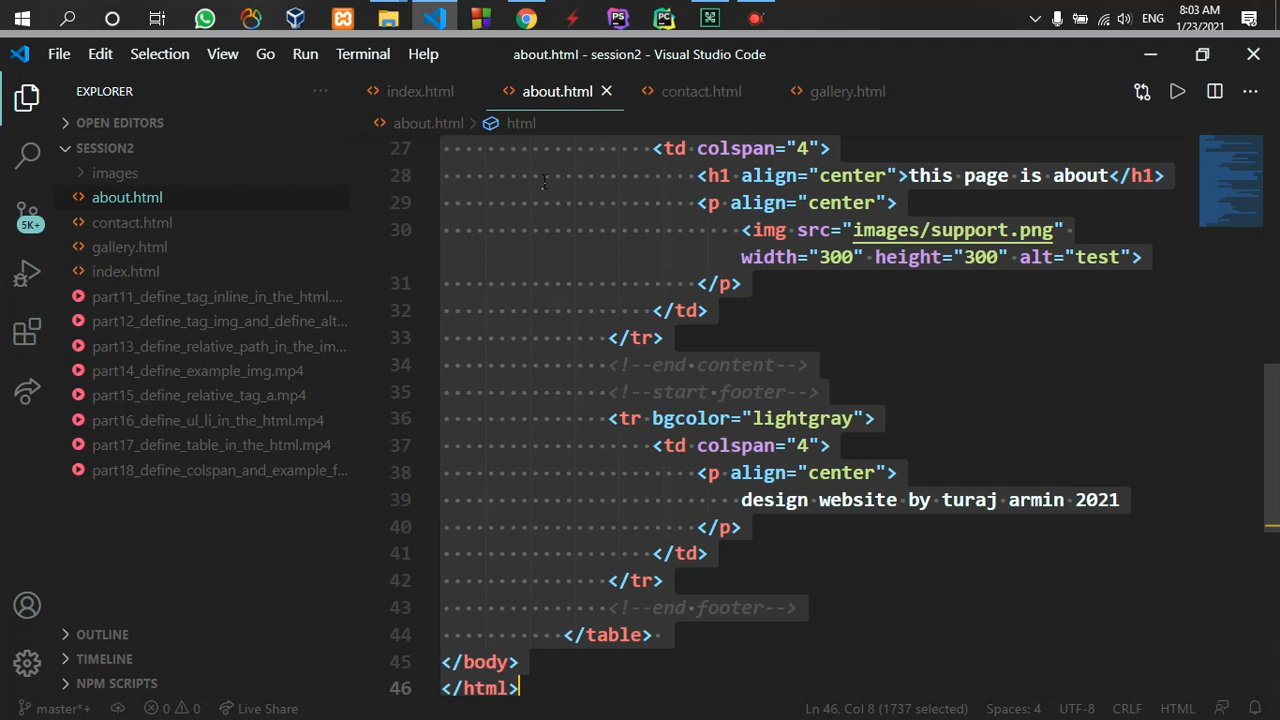 8:03 AM
ENG
1/23/2021
File Edit Selection View Go Run Terminal Help
about.html - session2 - Visual Studio Code
EXPLORER
index.html
about.html
contact.html
gallery.html
OPEN EDITORS
about.html > html
SESSION2
images
about.html
contact.html
gallery.html
index.html
part11_define_tag_inline_in_the_html....
part12_define_tag_img_and_define_alt...
part13_define_relative_path_in_the_im...
part14_define_example_img.mp4
part15_relative_tag_a.mp4
part16_define_ul_li_in_the_html.mp4
part17_define_table_in_the_html.mp4
part18_define_colspan_and_example_f...
5K+
PS
PC
27 <td colspan="4">
28 <h1 align="center">this page is about</h1>
29 <p align="center">
30 <img src="images/support.png"
width="300" height="300" alt="test">
31 </p>
32 </td>
33 </tr>
34 <!--end content-->
35 <!--start footer-->
36 <tr bgcolor="lightgray">
37 <td colspan="4">
38 <p align="center">
39 design website by turaj armin 2021
40 </p>
41 </td>
42 </tr>
43 <!--end footer-->
44 </table>
45 </body>
46 </html>
OUTLINE
TIMELINE
NPM SCRIPTS
master*+
0 0
Live Share
Ln 46, Col 8 (1737 selected)
Spaces: 4
UTF-8
CRLF
HTML